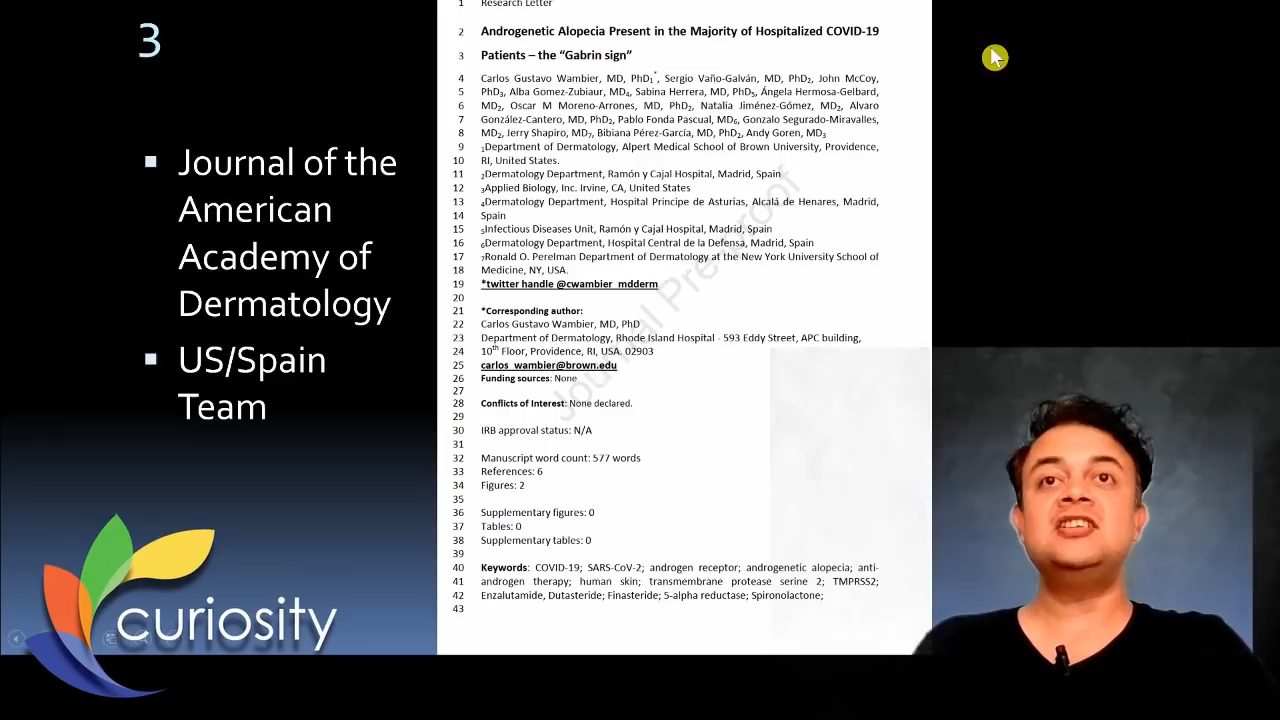 3
▪ Journal of the
American
Academy of
Dermatology
▪ US/Spain
Team
curiosity
1 Research Letter
2 Androgenetic Alopecia Present in the Majority of Hospitalized COVID-19
3 Patients – the “Gabrin sign”
4 Carlos Gustavo Wambier, MD, PhD1*, Sergio Vaño-Galván, MD, PhD2, John McCoy,
5 PhD3, Alba Gomez-Zubiaur, MD4, Sabina Herrera, MD, PhD5, Ángela Hermosa-Gelbard,
6 MD2, Oscar M Moreno-Arrones, MD, PhD2, Natalia Jiménez-Gómez, MD2, Alvaro
7 González-Cantero, MD, PhD2, Pablo Fonda Pascual, MD6, Gonzalo Segurado-Miravalles,
8 MD2, Jerry Shapiro, MD7, Bibiana Pérez-García, MD, PhD2, Andy Goren, MD3
9 1Department of Dermatology, Alpert Medical School of Brown University, Providence,
10 RI, United States.
11 2Dermatology Department, Ramón y Cajal Hospital, Madrid, Spain
12 3Applied Biology, Inc. Irvine, CA, United States
13 4Dermatology Department, Hospital Principe de Asturias, Alcalá de Henares, Madrid,
14 Spain
15 5Infectious Diseases Unit, Ramón y Cajal Hospital, Madrid, Spain
16 6Dermatology Department, Hospital Central de la Defensa, Madrid, Spain
17 7Ronald O. Perelman Department of Dermatology at the New York University School of
18 Medicine, NY, USA.
19 *twitter handle @cwambier_mdderm
20
21 *Corresponding author:
22 Carlos Gustavo Wambier, MD, PhD
23 Department of Dermatology, Rhode Island Hospital - 593 Eddy Street, APC building,
24 10th Floor, Providence, RI, USA. 02903
25 carlos_wambier@brown.edu
26 Funding sources: None
27
28 Conflicts of Interest: None declared.
29
30 IRB approval status: N/A
31
32 Manuscript word count: 577 words
33 References: 6
34 Figures: 2
35
36 Supplementary figures: 0
37 Tables: 0
38 Supplementary tables: 0
39
40 Keywords: COVID-19; SARS-CoV-2; androgen receptor; androgenetic alopecia; anti-
41 androgen therapy; human skin; transmembrane protease serine 2; TMPRSS2;
42 Enzalutamide, Dutasteride; Finasteride; 5-alpha reductase; Spironolactone;
43
Journal Pre-proof